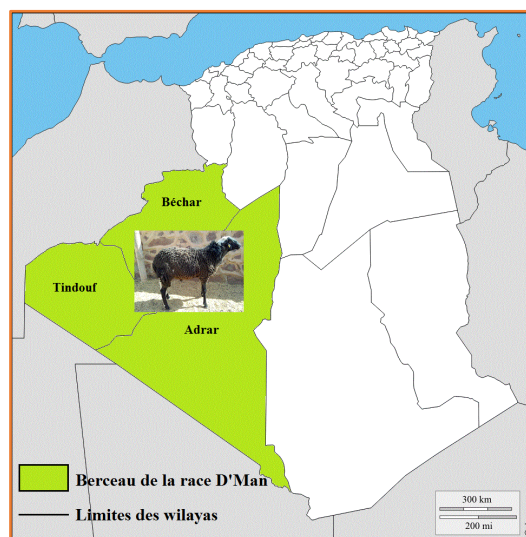 Béchar
Tindouf
Adrar
Berceau de la race D'Man
Limites des wilayas
300 km
200 mi